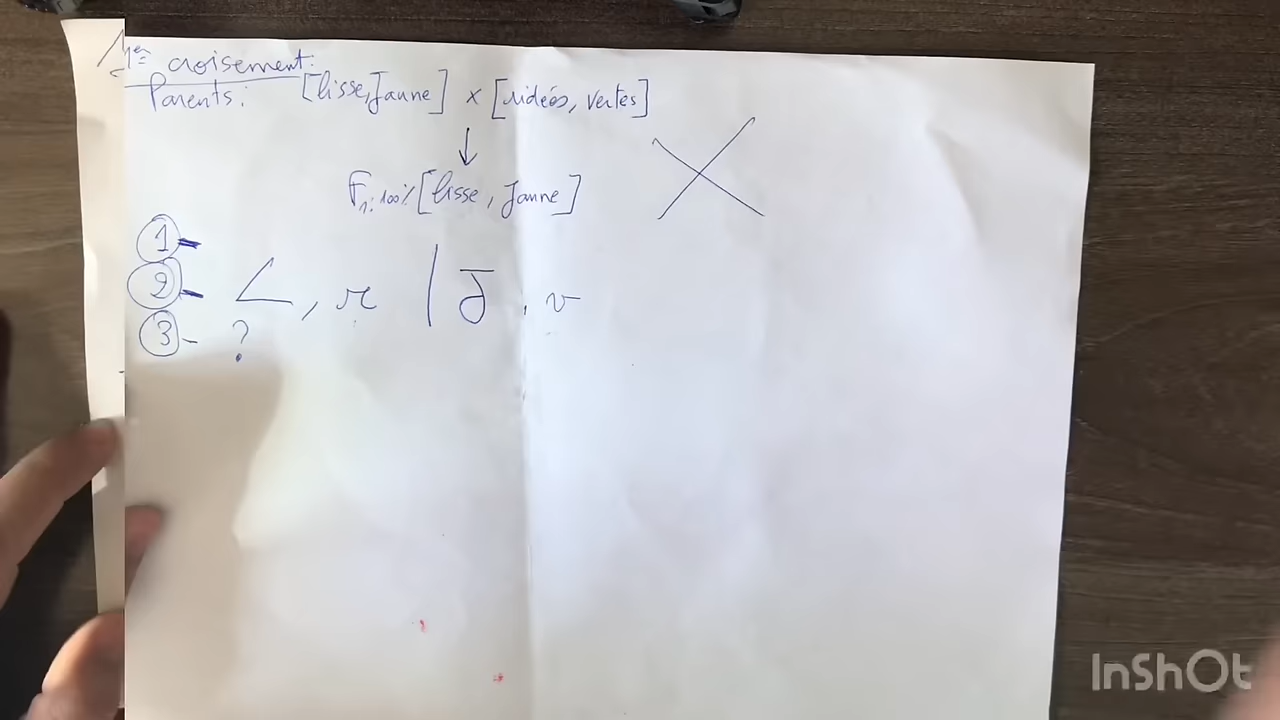 1er croisement:
Parents: [lisse, Jaune] x [ridées, vertes]
F1: 100% [lisse, Jaune]
1-
2- L, r | J, v
3- ?
InShOt